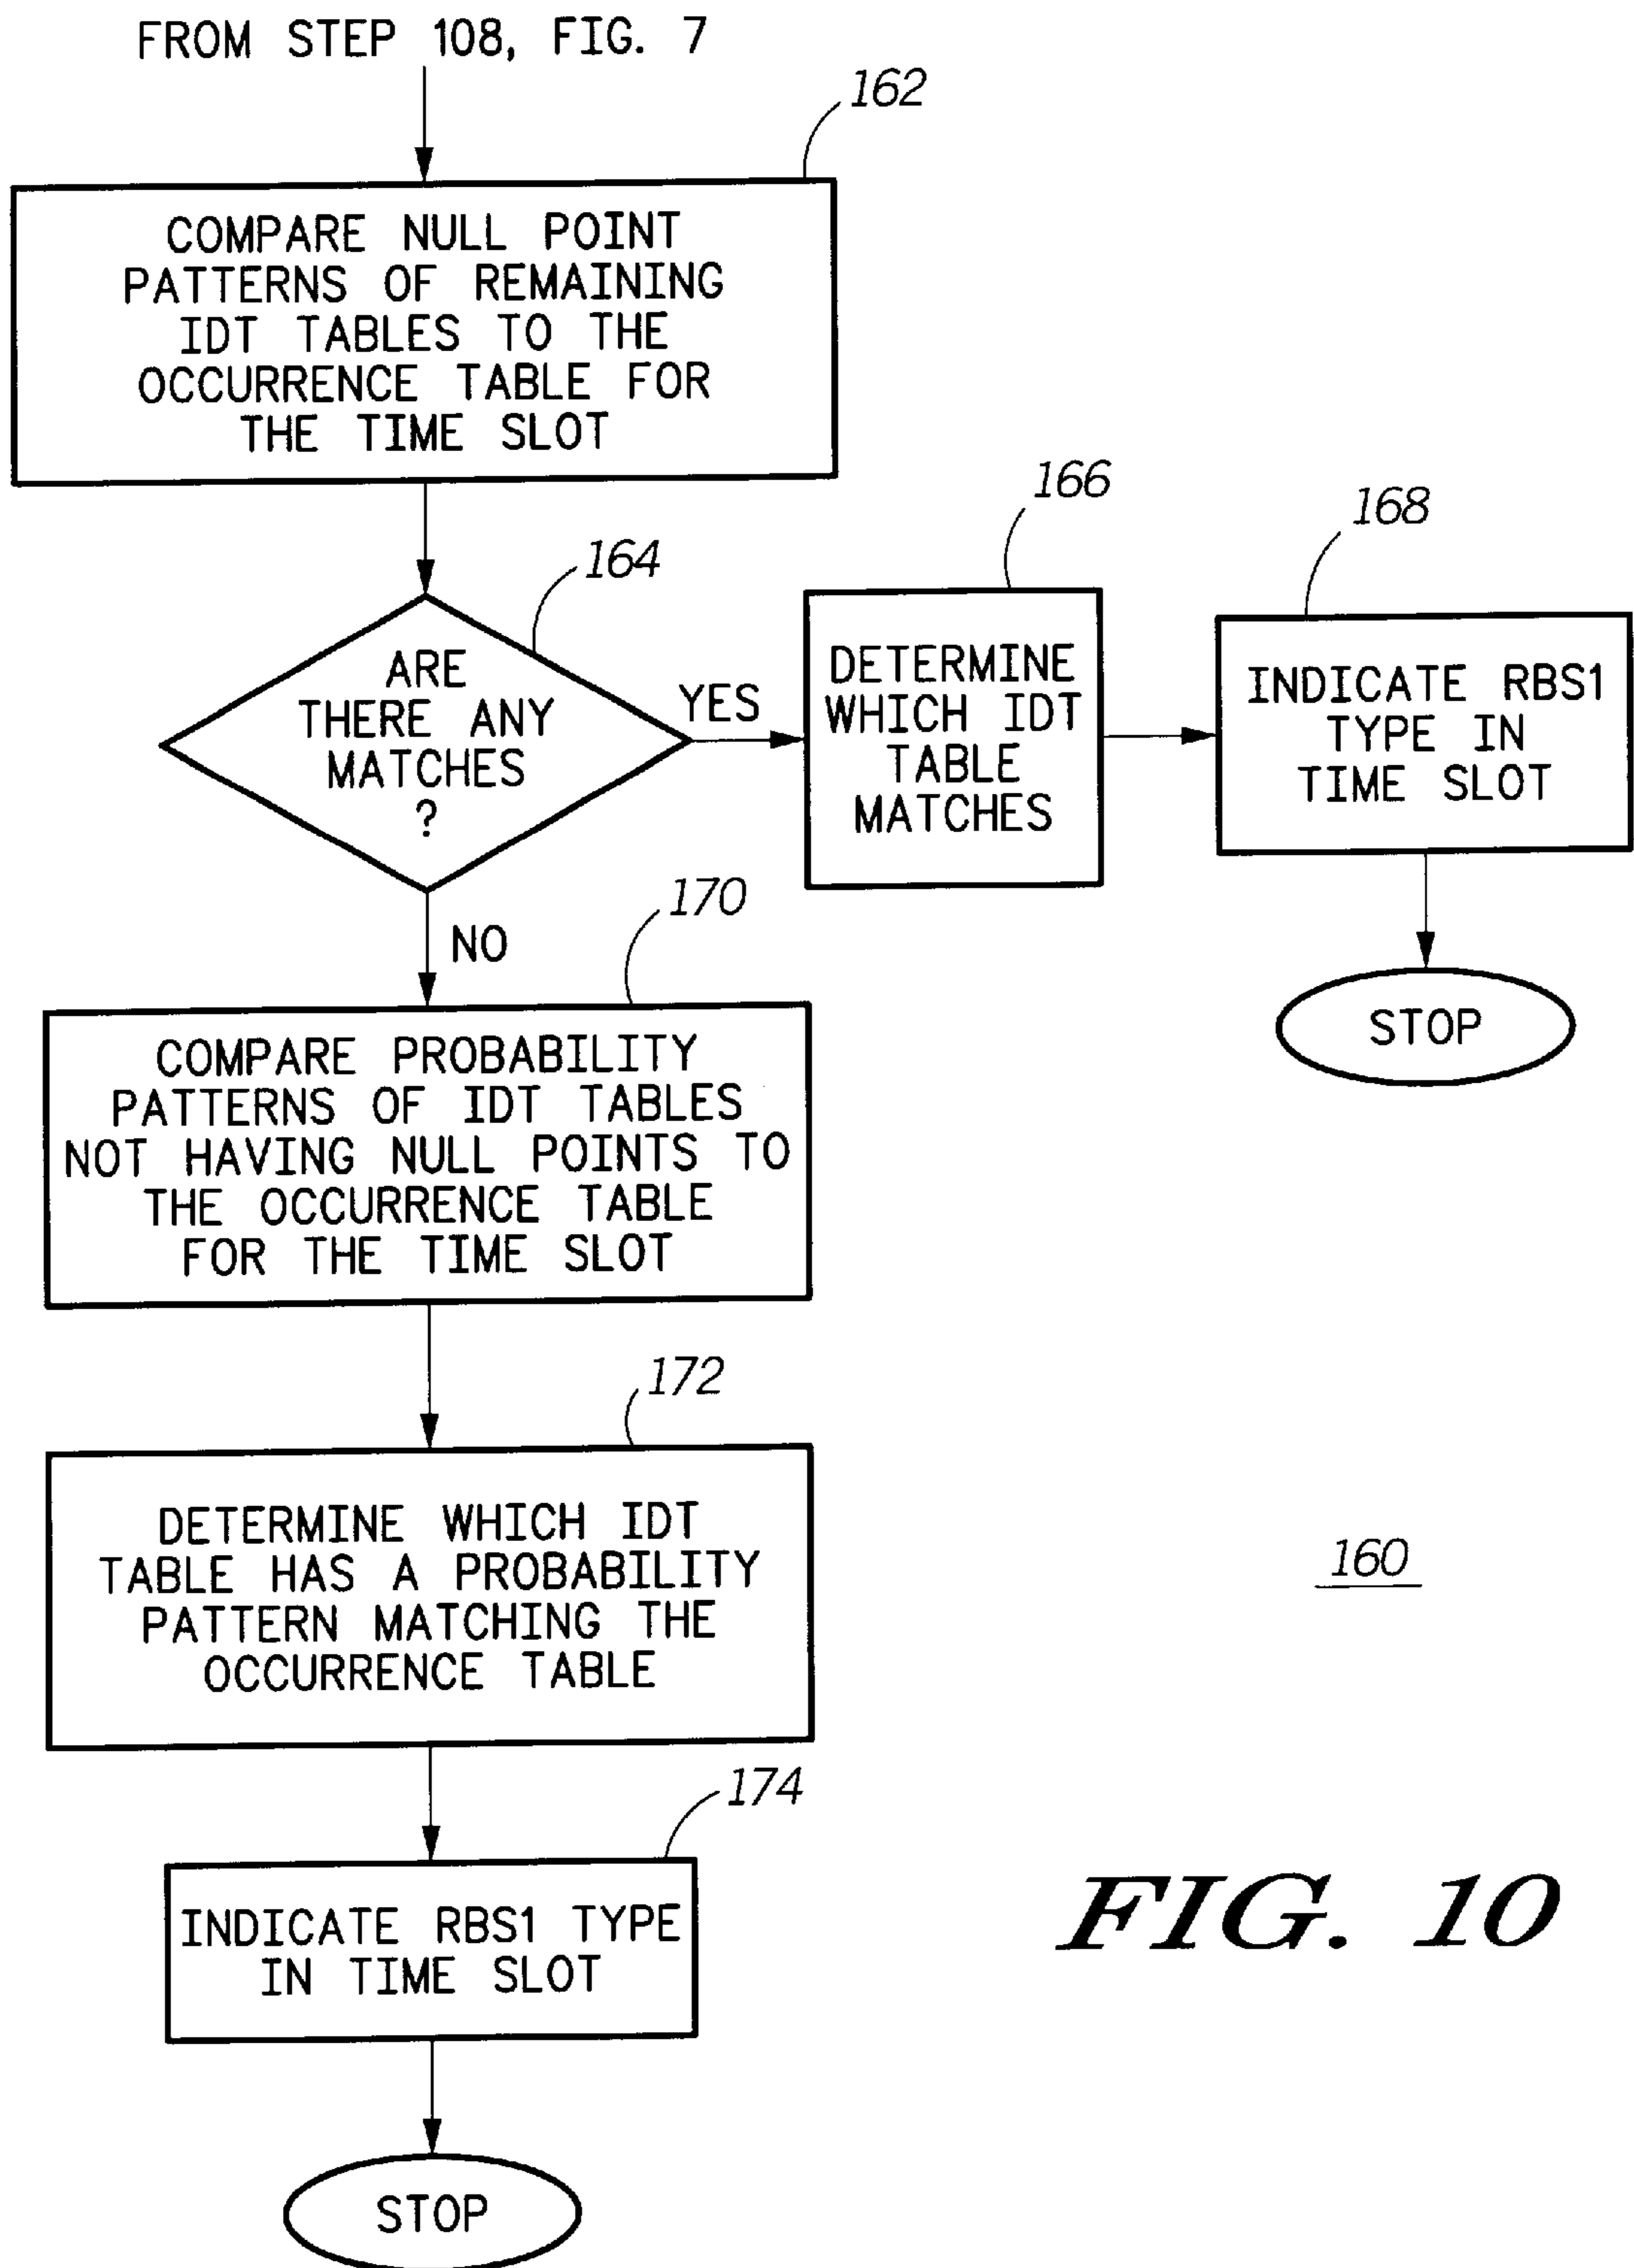 FROM STEP 108, FIG. 7
162
COMPARE NULL POINT
PATTERNS OF REMAINING
IDT TABLES TO THE
OCCURRENCE TABLE FOR
THE TIME SLOT
164
ARE
THERE ANY
MATCHES
?
YES
166
DETERMINE
WHICH IDT
TABLE
MATCHES
168
INDICATE RBS1
TYPE IN
TIME SLOT
STOP
NO
170
COMPARE PROBABILITY
PATTERNS OF IDT TABLES
NOT HAVING NULL POINTS TO
THE OCCURRENCE TABLE
FOR THE TIME SLOT
172
DETERMINE WHICH IDT
TABLE HAS A PROBABILITY
PATTERN MATCHING THE
OCCURRENCE TABLE
160
174
INDICATE RBS1 TYPE
IN TIME SLOT
STOP
FIG. 10